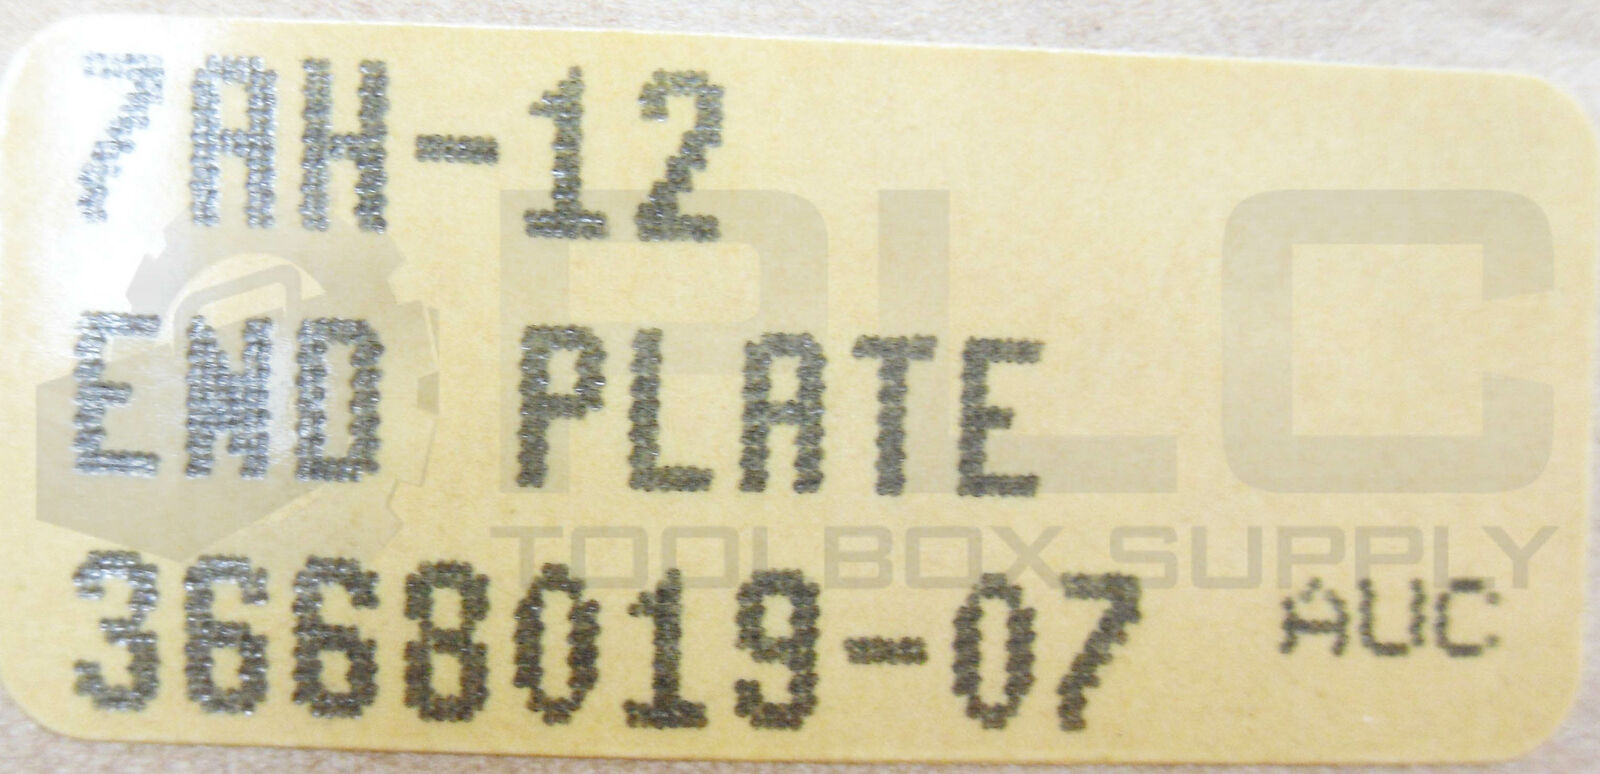 7AH-12
END PLATE
3668019-07 AUC
PLC
TOOLBOX SUPPLY